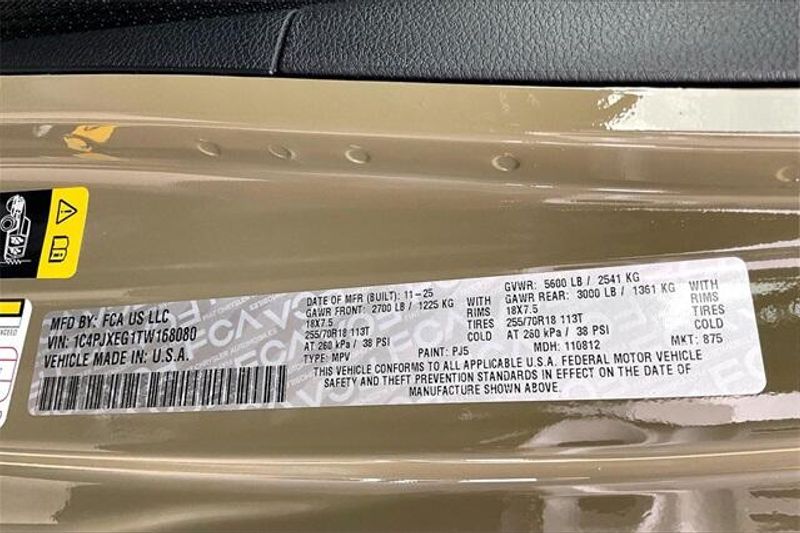 MFD. BY: FCA US LLC
VIN: 1C4PJXEG1TW168080
VEHICLE MADE IN: U.S.A.
DATE OF MFR (BUILT): 11-25
GAWR FRONT: 2700 LB / 1225 KG WITH
18X7.5 RIMS
255/70R18 113T TIRES
AT 260 kPa / 38 PSI COLD
GVWR: 5600 LB / 2541 KG
GAWR REAR: 3000 LB / 1361 KG WITH
18X7.5 RIMS
255/70R18 113T TIRES
AT 260 kPa / 38 PSI COLD
TYPE: MPV PAINT: PJ5 MDH: 110812 MKT: 875
THIS VEHICLE CONFORMS TO ALL APPLICABLE U.S.A. FEDERAL MOTOR VEHICLE
SAFETY AND THEFT PREVENTION STANDARDS IN EFFECT ON THE DATE OF
MANUFACTURE SHOWN ABOVE.